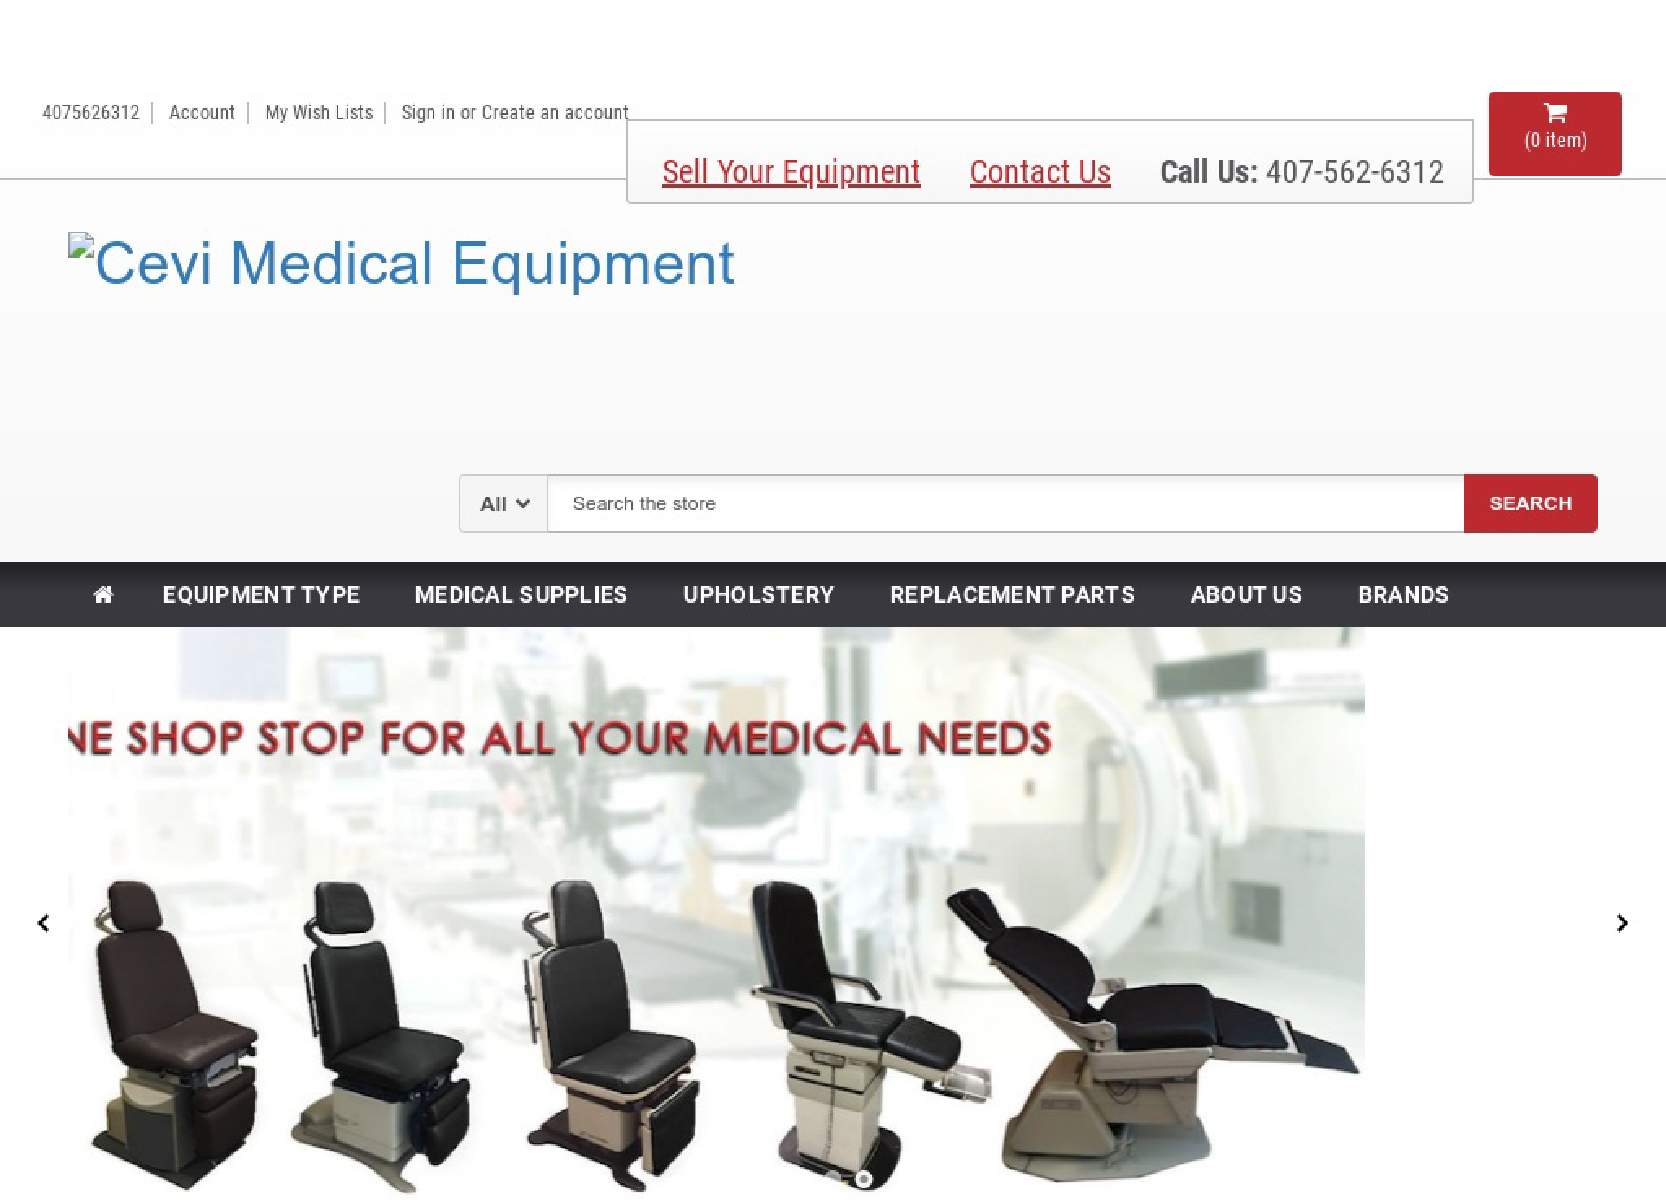 4075626312 Account My Wish Lists Sign in or Create an account
(0 item)
Sell Your Equipment Contact Us Call Us: 407-562-6312
Cevi Medical Equipment
All Search the store SEARCH
EQUIPMENT TYPE MEDICAL SUPPLIES UPHOLSTERY REPLACEMENT PARTS ABOUT US BRANDS
NE SHOP STOP FOR ALL YOUR MEDICAL NEEDS